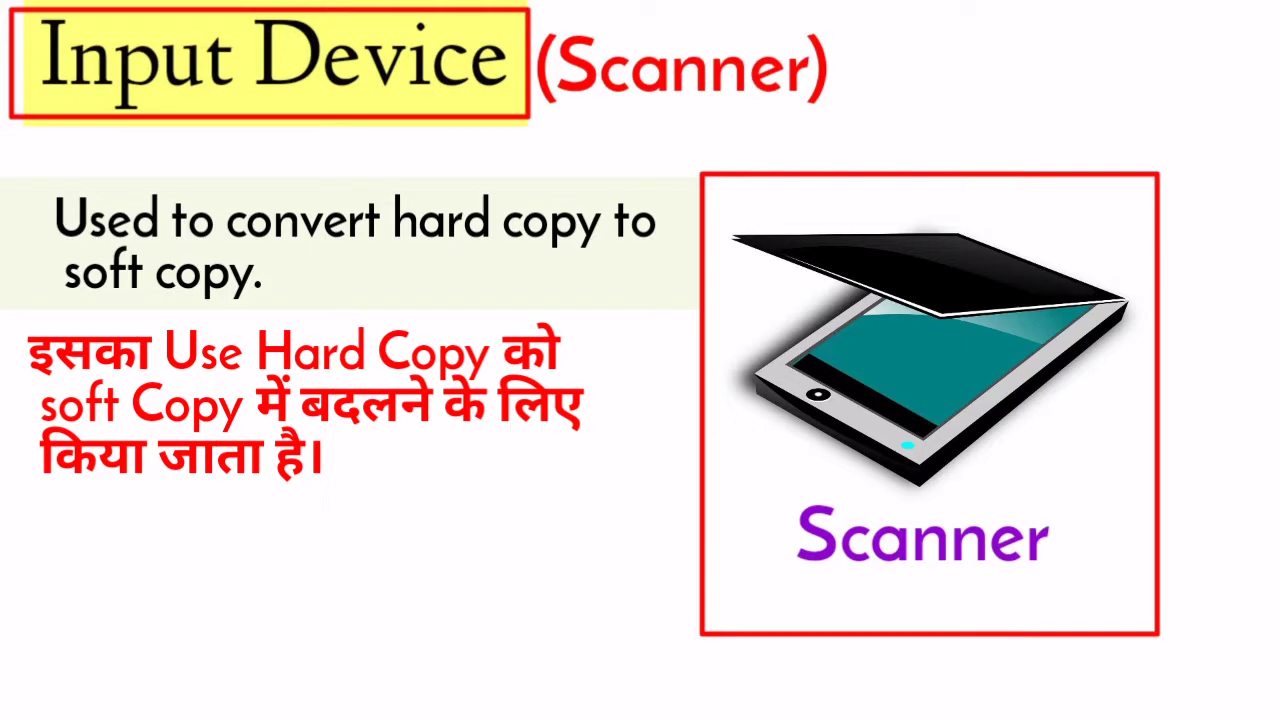 Input Device (Scanner)
Used to convert hard copy to
soft copy.
इसका Use Hard Copy को
soft Copy में बदलने के लिए
किया जाता है।
Scanner